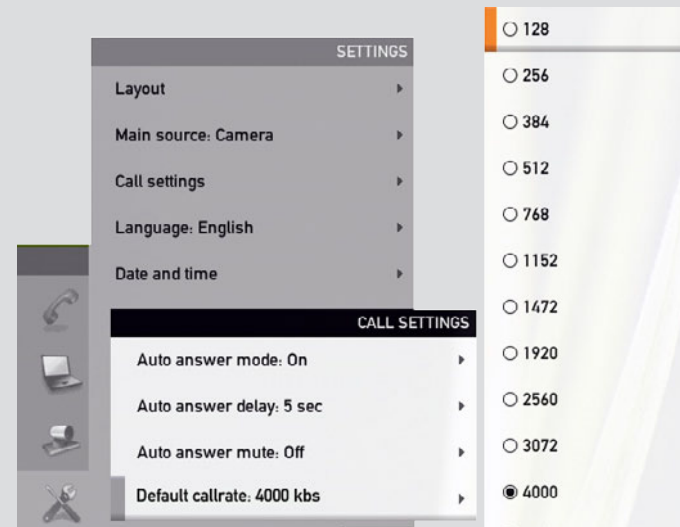 SETTINGS
Layout
Main source: Camera
Call settings
Language: English
Date and time
CALL SETTINGS
Auto answer mode: On
Auto answer delay: 5 sec
Auto answer mute: Off
Default callrate: 4000 kbs
128
256
384
512
768
1152
1472
1920
2560
3072
4000